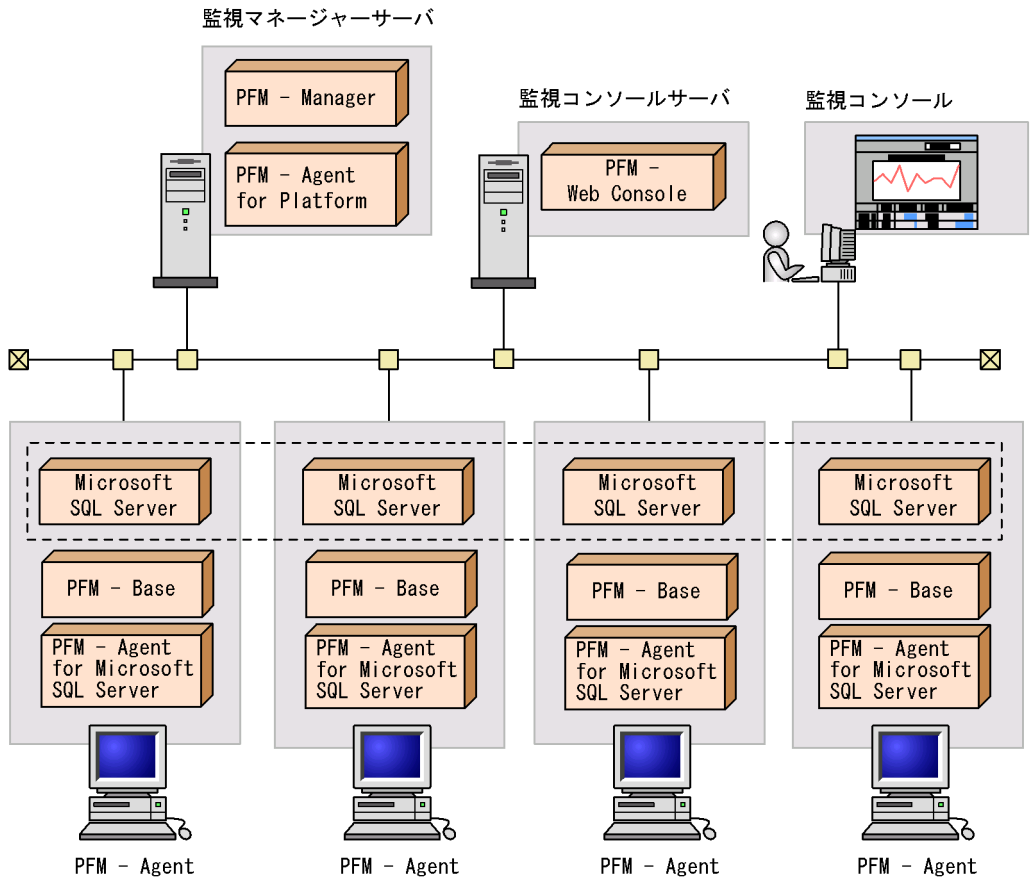 監視マネージャーサーバ
PFM - Manager
PFM - Agent
for Platform
監視コンソールサーバ
PFM -
Web Console
監視コンソール
Microsoft
SQL Server
PFM - Base
PFM - Agent
for Microsoft
SQL Server
PFM - Agent
Microsoft
SQL Server
PFM - Base
PFM - Agent
for Microsoft
SQL Server
PFM - Agent
Microsoft
SQL Server
PFM - Base
PFM - Agent
for Microsoft
SQL Server
PFM - Agent
Microsoft
SQL Server
PFM - Base
PFM - Agent
for Microsoft
SQL Server
PFM - Agent